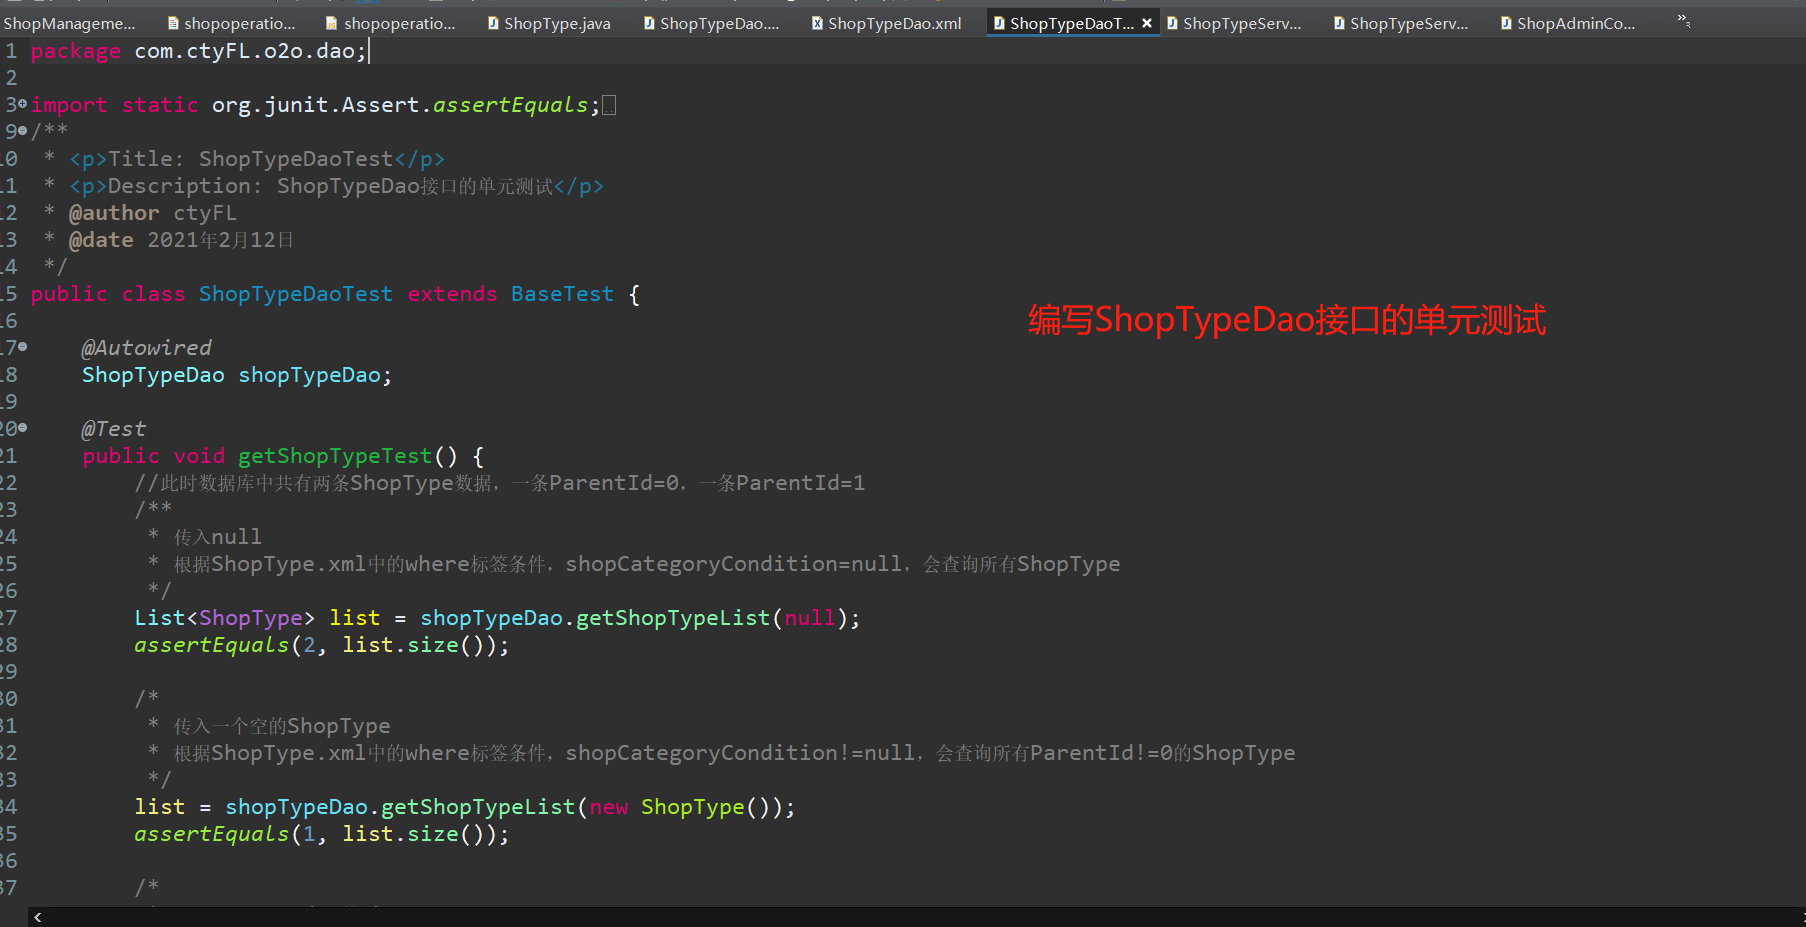 ShopManageme... shopoperatio... shopoperatio... ShopType.java ShopTypeDao.... ShopTypeDao.xml ShopTypeDaoT... ShopTypeServ... ShopTypeServ... ShopAdminCo...
1 package com.ctyFL.o2o.dao;
2
3 import static org.junit.Assert.assertEquals;
9 /**
10 * <p>Title: ShopTypeDaoTest</p>
11 * <p>Description: ShopTypeDao接口的单元测试</p>
12 * @author ctyFL
13 * @date 2021年2月12日
14 */
15 public class ShopTypeDaoTest extends BaseTest {
编写ShopTypeDao接口的单元测试
16
17 @Autowired
18 ShopTypeDao shopTypeDao;
19
20 @Test
21 public void getShopTypeTest() {
22 //此时数据库中共有两条ShopType数据，一条ParentId=0，一条ParentId=1
23 /**
24 * 传入null
25 * 根据ShopType.xml中的where标签条件，shopCategoryCondition=null，会查询所有ShopType
26 */
27 List<ShopType> list = shopTypeDao.getShopTypeList(null);
28 assertEquals(2, list.size());
29
30 /*
31 * 传入一个空的ShopType
32 * 根据ShopType.xml中的where标签条件，shopCategoryCondition!=null，会查询所有ParentId!=0的ShopType
33 */
34 list = shopTypeDao.getShopTypeList(new ShopType());
35 assertEquals(1, list.size());
36
37 /*